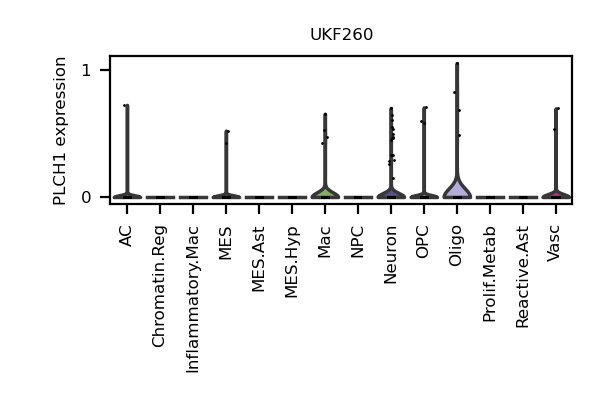 UKF260
PLCH1 expression
1
0
AC
Chromatin.Reg
Inflammatory.Mac
MES
MES.Ast
MES.Hyp
Mac
NPC
Neuron
OPC
Oligo
Prolif.Metab
Reactive.Ast
Vasc